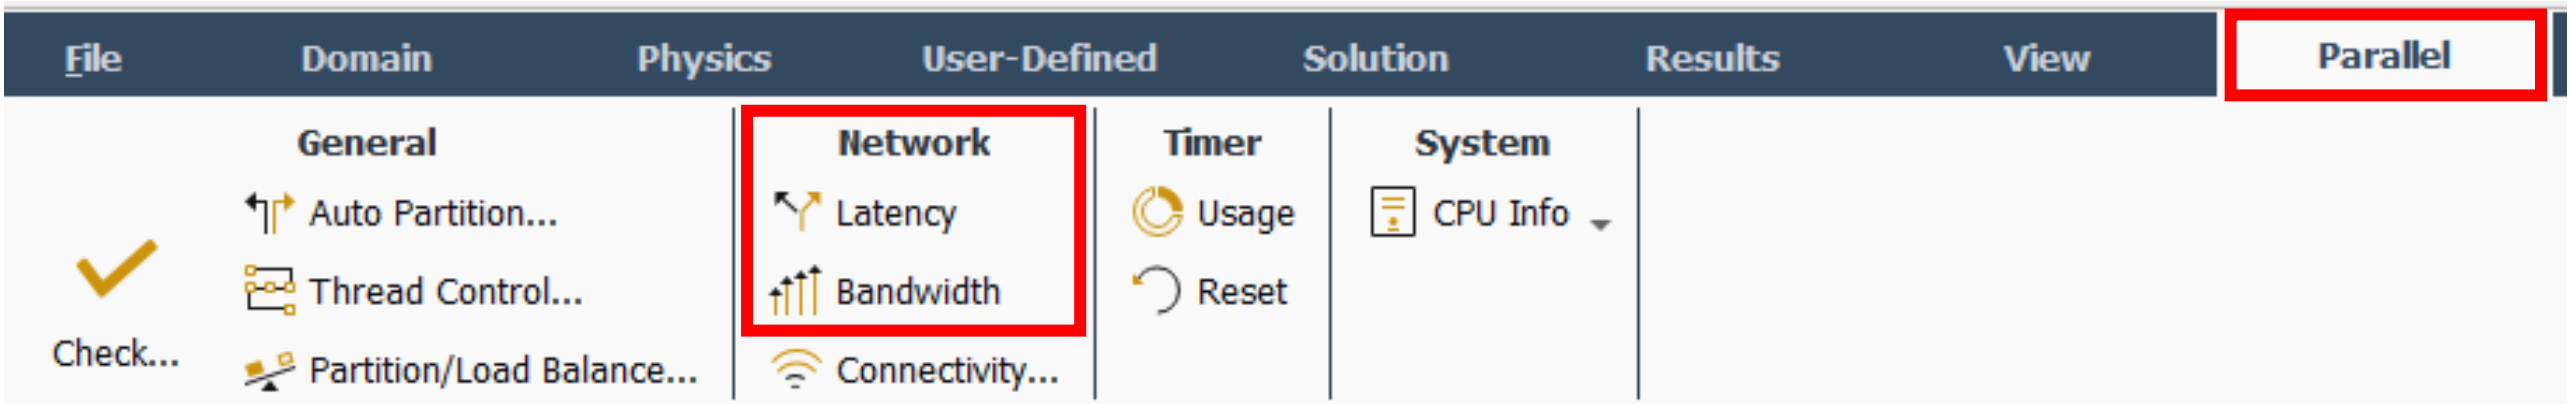 File Domain Physics User-Defined Solution Results View Parallel
General Network Timer System
Auto Partition... Latency Usage CPU Info
Thread Control... Bandwidth Reset
Check...
Partition/Load Balance... Connectivity...